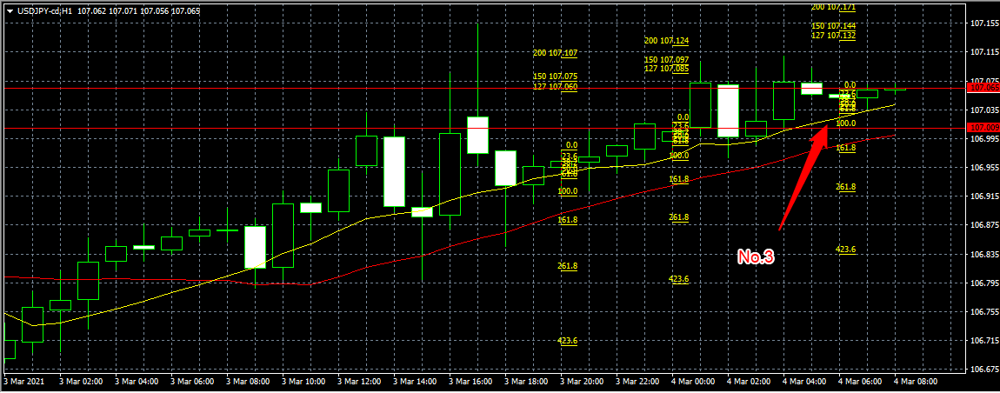 USDJPY-cd,H1 107.062 107.071 107.056 107.065
200 107.171
150 107.144
127 107.132
200 107.124
150 107.097
127 107.085
200 107.107
150 107.075
127 107.060
0.0
23.6
61.8
100.0
161.8
261.8
423.6
0.0
23.6
61.8
100.0
161.8
261.8
423.6
0.0
23.6
61.8
100.0
161.8
261.8
423.6
No.3
107.155
107.115
107.075
107.065
107.035
107.009
106.995
106.955
106.915
106.875
106.835
106.795
106.755
106.715
106.675
3 Mar 2021
3 Mar 02:00
3 Mar 04:00
3 Mar 06:00
3 Mar 08:00
3 Mar 10:00
3 Mar 12:00
3 Mar 14:00
3 Mar 16:00
3 Mar 18:00
3 Mar 20:00
3 Mar 22:00
4 Mar 00:00
4 Mar 02:00
4 Mar 04:00
4 Mar 06:00
4 Mar 08:00